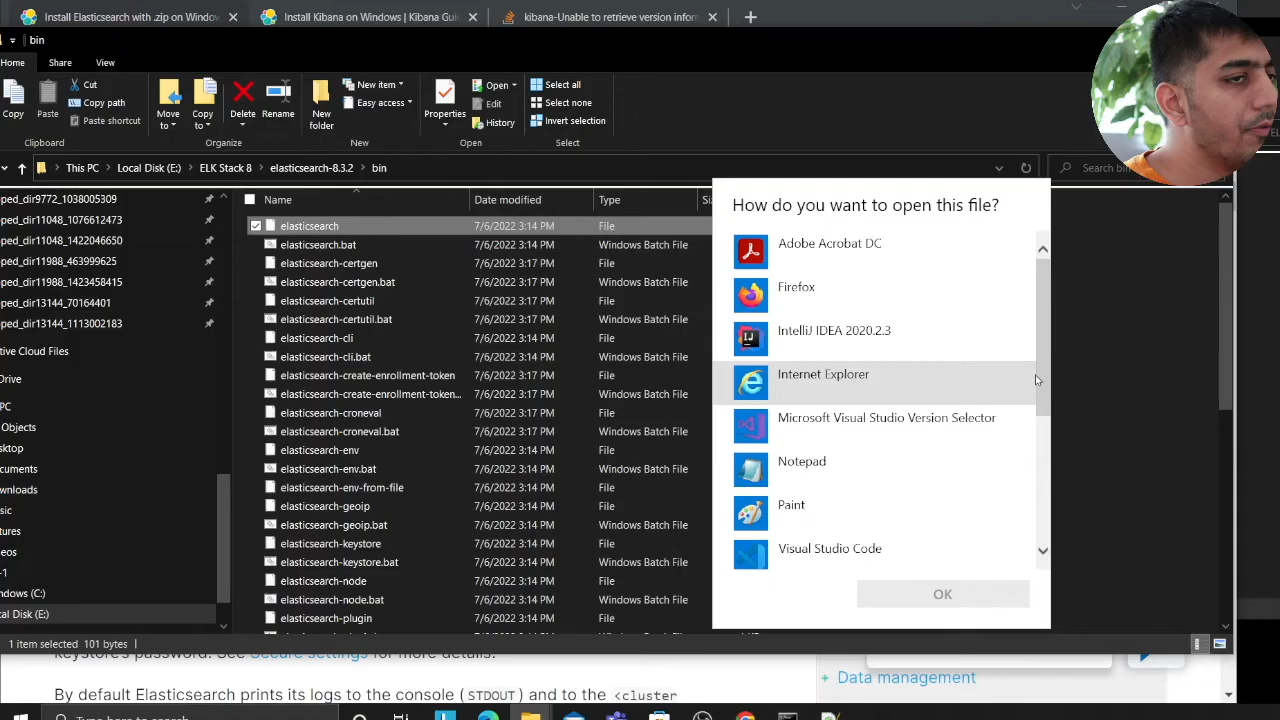 Install Elasticsearch with .zip on Window
Install Kibana on Windows | Kibana Gui
kibana-Unable to retrieve version infor
bin
Home
Share
View
Cut
Copy path
Paste shortcut
Copy
Paste
Move to
Copy to
Delete
Rename
New folder
New item
Easy access
Properties
Open
Edit
History
Select all
Select none
Invert selection
Clipboard
Organize
New
Open
Select
This PC > Local Disk (E:) > ELK Stack 8 > elasticsearch-8.3.2 > bin
Search bin
ped_dir9772_1038005309
ped_dir11048_1076612473
ped_dir11048_1422046650
ped_dir11988_463999625
ped_dir11988_1423458415
ped_dir13144_70164401
ped_dir13144_1113002183
tive Cloud Files
Drive
PC
Objects
sktop
cuments
wnloads
sic
tures
eos
-1
ndows (C:)
cal Disk (E:)
Name Date modified Type
elasticsearch 7/6/2022 3:14 PM File
elasticsearch.bat 7/6/2022 3:14 PM Windows Batch File
elasticsearch-certgen 7/6/2022 3:17 PM File
elasticsearch-certgen.bat 7/6/2022 3:17 PM Windows Batch File
elasticsearch-certutil 7/6/2022 3:17 PM File
elasticsearch-certutil.bat 7/6/2022 3:17 PM Windows Batch File
elasticsearch-cli 7/6/2022 3:14 PM File
elasticsearch-cli.bat 7/6/2022 3:14 PM Windows Batch File
elasticsearch-create-enrollment-token 7/6/2022 3:17 PM File
elasticsearch-create-enrollment-token... 7/6/2022 3:17 PM Windows Batch File
elasticsearch-croneval 7/6/2022 3:17 PM File
elasticsearch-croneval.bat 7/6/2022 3:17 PM Windows Batch File
elasticsearch-env 7/6/2022 3:14 PM File
elasticsearch-env.bat 7/6/2022 3:14 PM Windows Batch File
elasticsearch-env-from-file 7/6/2022 3:14 PM File
elasticsearch-geoip 7/6/2022 3:14 PM File
elasticsearch-geoip.bat 7/6/2022 3:14 PM Windows Batch File
elasticsearch-keystore 7/6/2022 3:14 PM File
elasticsearch-keystore.bat 7/6/2022 3:14 PM Windows Batch File
elasticsearch-node 7/6/2022 3:14 PM File
elasticsearch-node.bat 7/6/2022 3:14 PM Windows Batch File
elasticsearch-plugin 7/6/2022 3:14 PM File
How do you want to open this file?
Adobe Acrobat DC
Firefox
IntelliJ IDEA 2020.2.3
Internet Explorer
Microsoft Visual Studio Version Selector
Notepad
Paint
Visual Studio Code
OK
1 item selected 101 bytes
keystore's password. See Secure settings for more details.
By default Elasticsearch prints its logs to the console (STDOUT) and to the <cluster
+ Data management
Type here to search